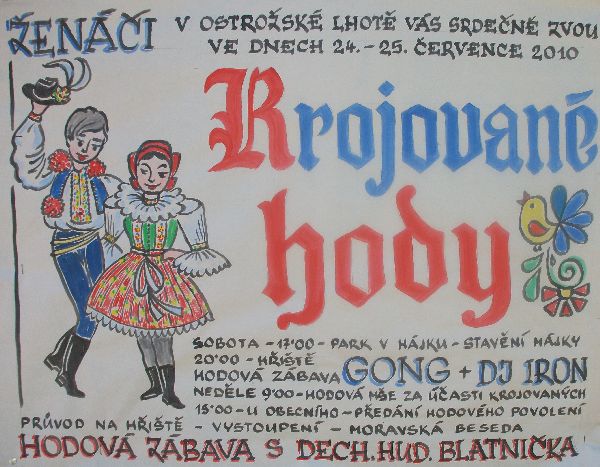 ŽENÁČI V OSTROŽSKÉ LHOTĚ VÁS SRDEČNĚ ZVOU
VE DNECH 24.-25. ČERVENCE 2010
Krojované
hody
SOBOTA - 17'00 - PARK V HÁJKU - STAVĚNÍ MÁJKY
20'00 - HŘIŠTĚ
HODOVÁ ZÁBAVA GONG + DJ IRON
NEDĚLE 9'00 - HODOVÁ MŠE ZA ÚČASTI KROJOVANÝCH
15'00 - U OBECNÍHO - PŘEDÁNÍ HODOVÉHO POVOLENÍ
PRŮVOD NA HŘIŠTĚ - VYSTOUPENÍ - MORAVSKÁ BESEDA
HODOVÁ ZÁBAVA S DECH. HUD. BLATNIČKA